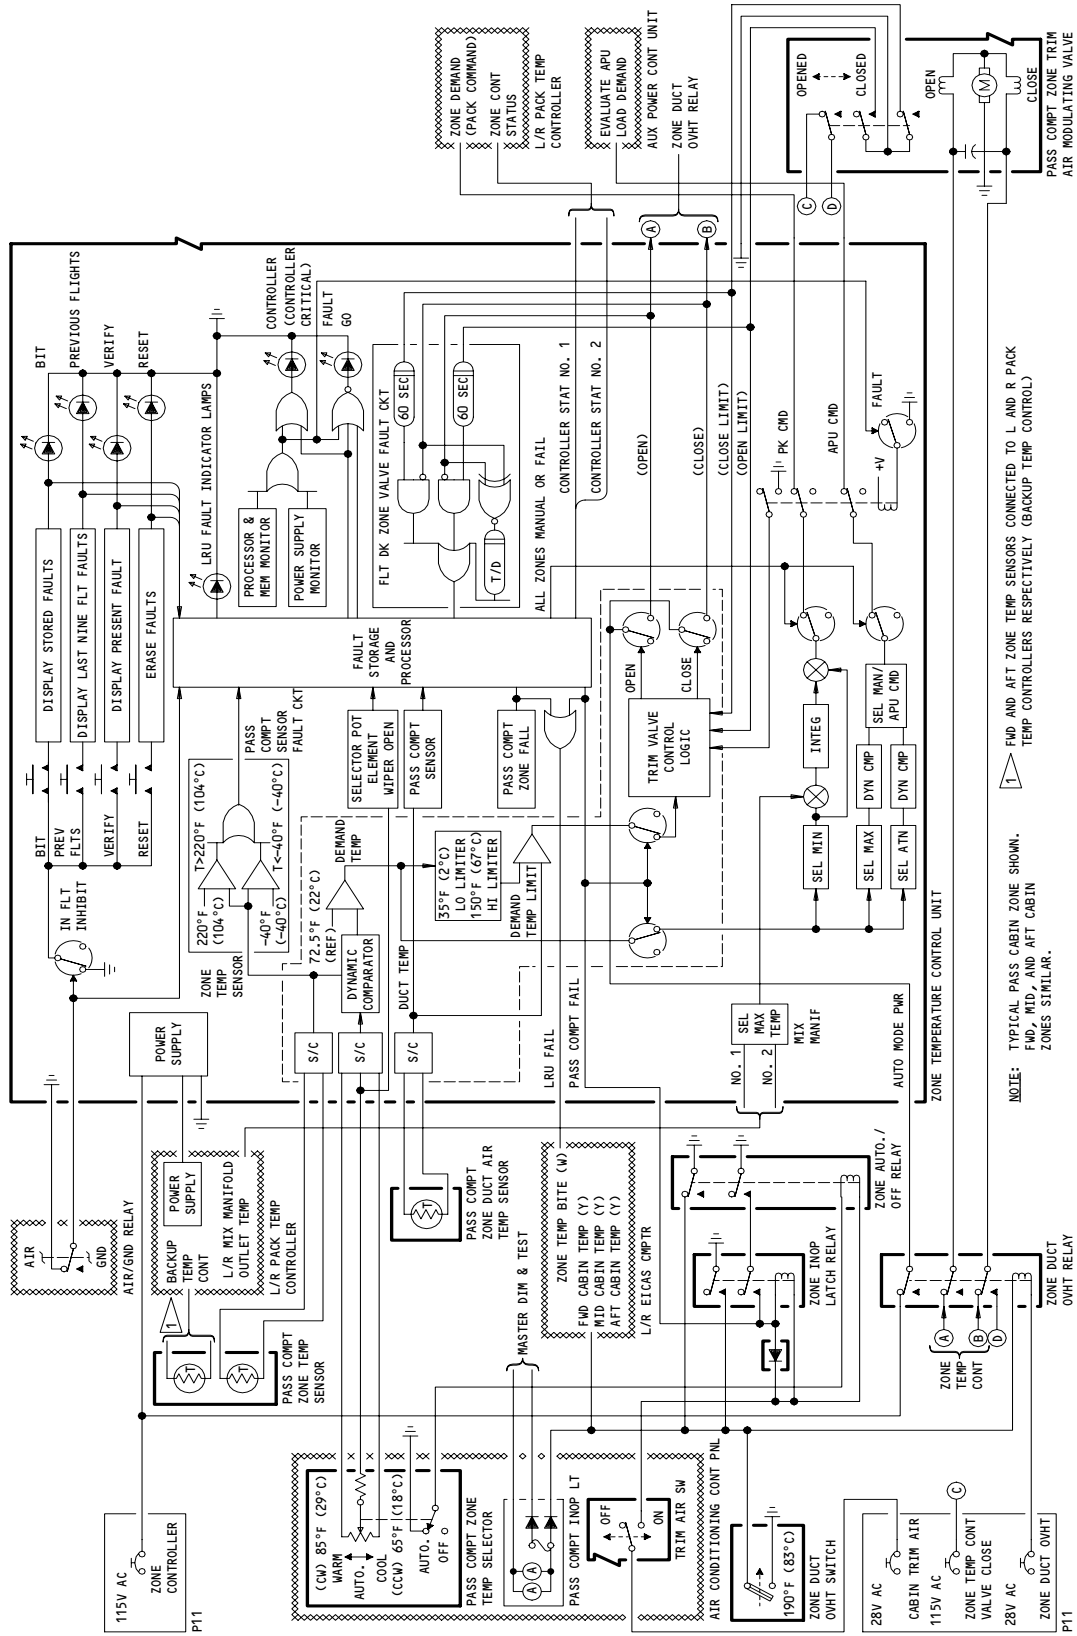 115V AC
ZONE
CONTROLLER
P11
(CW) 85°F (29°C)
WARM
AUTO.
COOL
(CCW) 65°F (18°C)
AUTO.
OFF
PASS COMPT ZONE
TEMP SELECTOR
A
A
PASS COMPT INOP LT
OFF
ON
TRIM AIR SW
AIR CONDITIONING CONT PNL
190°F (83°C)
ZONE DUCT
OVHT SWITCH
28V AC
CABIN TRIM AIR
115V AC
C
ZONE TEMP CONT
VALVE CLOSE
28V AC
ZONE DUCT OVHT
P11
AIR
GND
AIR/GND RELAY
1
BACKUP
TEMP
CONT
POWER
SUPPLY
L/R MIX MANIFOLD
OUTLET TEMP
L/R PACK TEMP
CONTROLLER
T
T
PASS COMPT
ZONE TEMP
SENSOR
T
PASS COMPT
ZONE DUCT AIR
TEMP SENSOR
MASTER DIM & TEST
ZONE TEMP BITE (W)
FWD CABIN TEMP (Y)
MID CABIN TEMP (Y)
AFT CABIN TEMP (Y)
L/R EICAS CMPTR
ZONE INOP
LATCH RELAY
ZONE AUTO./
OFF RELAY
A
B
D
ZONE
TEMP
CONT
ZONE DUCT
OVHT RELAY
POWER
SUPPLY
IN FLT
INHIBIT
BIT
PREV
FLTS
VERIFY
RESET
DISPLAY STORED FAULTS
DISPLAY LAST NINE FLT FAULTS
DISPLAY PRESENT FAULT
ERASE FAULTS
BIT
PREVIOUS FLIGHTS
VERIFY
RESET
LRU FAULT INDICATOR LAMPS
ZONE
TEMP
SENSOR
220°F
(104°C)
T>220°F (104°C)
-40°F
(-40°C)
T<-40°F (-40°C)
PASS
COMPT
SENSOR
FAULT CKT
PROCESSOR &
MEM MONITOR
POWER SUPPLY
MONITOR
CONTROLLER
(CONTROLLER
CRITICAL)
FAULT
GO
FAULT
STORAGE
AND
PROCESSOR
S/C
S/C
S/C
72.5°F (22°C)
(REF)
DYNAMIC
COMPARATOR
DEMAND
TEMP
DUCT TEMP
SELECTOR POT
ELEMENT
WIPER OPEN
PASS COMPT
SENSOR
PASS COMPT
ZONE FALL
35°F (2°C)
LO LIMITER
150°F (67°C)
HI LIMITER
DEMAND
TEMP LIMIT
FLT DK ZONE VALVE FAULT CKT
60 SEC
60 SEC
T/D
ALL ZONES MANUAL OR FAIL
CONTROLLER STAT NO. 1
CONTROLLER STAT NO. 2
LRU FAIL
PASS COMPT FAIL
TRIM VALVE
CONTROL
LOGIC
OPEN
CLOSE
(OPEN)
(CLOSE)
(CLOSE LIMIT)
(OPEN LIMIT)
NO. 1
NO. 2
SEL
MAX
TEMP
MIX
MANIF
SEL MIN
INTEG
SEL MAX
DYN CMP
SEL ATN
DYN CMP
SEL MAN/
APU CMD
PK CMD
APU CMD
+V
FAULT
AUTO MODE PWR
ZONE TEMPERATURE CONTROL UNIT
ZONE DEMAND
(PACK COMMAND)
ZONE CONT
STATUS
L/R PACK TEMP
CONTROLLER
EVALUATE APU
LOAD DEMAND
AUX POWER CONT UNIT
ZONE DUCT
OVHT RELAY
A
B
C
D
OPENED
CLOSED
OPEN
M
CLOSE
PASS COMPT ZONE TRIM
AIR MODULATING VALVE
NOTE: TYPICAL PASS CABIN ZONE SHOWN.
FWD, MID, AND AFT CABIN
ZONES SIMILAR.
1 FWD AND AFT ZONE TEMP SENSORS CONNECTED TO L AND R PACK
TEMP CONTROLLERS RESPECTIVELY (BACKUP TEMP CONTROL)